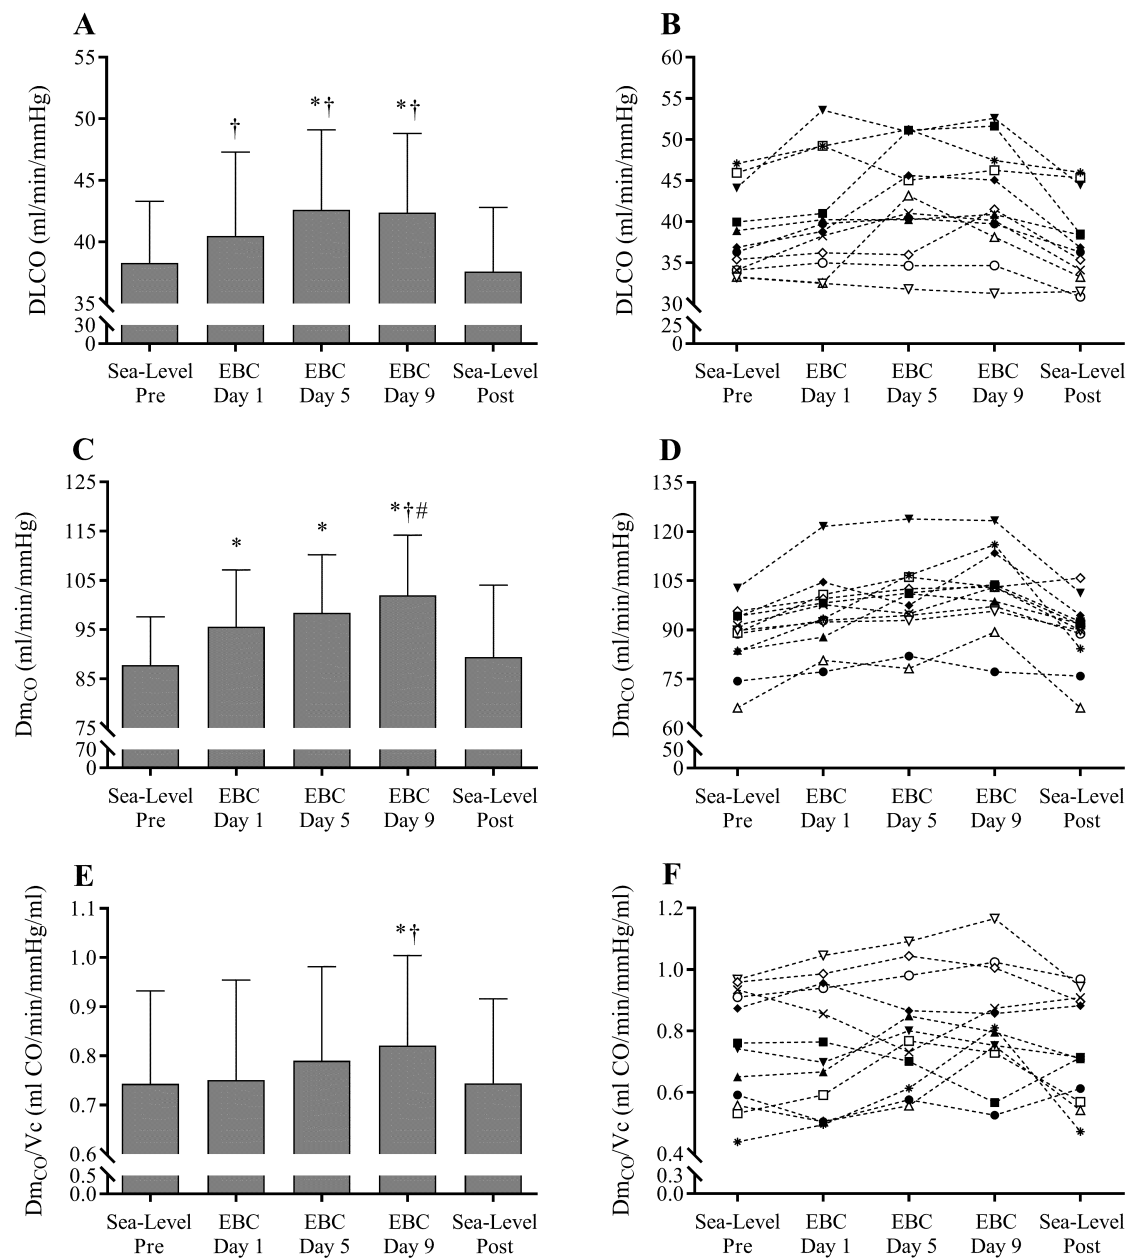 A
DLCO (ml/min/mmHg)
55
50
45
40
35
30
0
†
*†
*†
Sea-Level Pre
EBC Day 1
EBC Day 5
EBC Day 9
Sea-Level Post
B
DLCO (ml/min/mmHg)
60
55
50
45
40
35
30
25
0
Sea-Level Pre
EBC Day 1
EBC Day 5
EBC Day 9
Sea-Level Post
C
DmCO (ml/min/mmHg)
125
115
105
95
85
75
70
0
*
*
*†#
Sea-Level Pre
EBC Day 1
EBC Day 5
EBC Day 9
Sea-Level Post
D
DmCO (ml/min/mmHg)
135
120
105
90
75
60
50
0
Sea-Level Pre
EBC Day 1
EBC Day 5
EBC Day 9
Sea-Level Post
E
DmCO/Vc (ml CO/min/mmHg/ml)
1.1
1.0
0.9
0.8
0.7
0.6
0.5
0.0
*†
Sea-Level Pre
EBC Day 1
EBC Day 5
EBC Day 9
Sea-Level Post
F
DmCO/Vc (ml CO/min/mmHg/ml)
1.2
1.0
0.8
0.6
0.4
0.3
0.0
Sea-Level Pre
EBC Day 1
EBC Day 5
EBC Day 9
Sea-Level Post